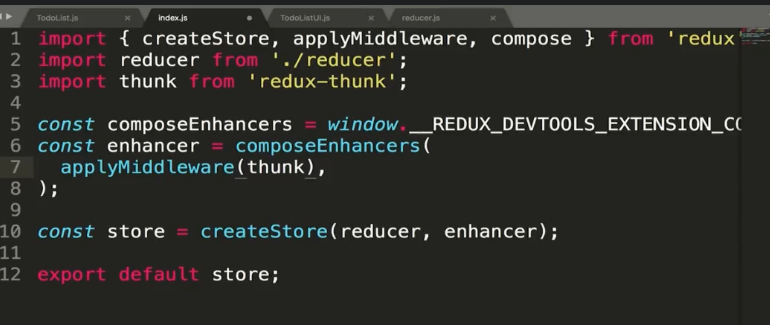 TodoList.js
index.js
TodoListUI.js
reducer.js
1 import { createStore, applyMiddleware, compose } from 'redux
2 import reducer from './reducer';
3 import thunk from 'redux-thunk';
4
5 const composeEnhancers = window.__REDUX_DEVTOOLS_EXTENSION_CO
6 const enhancer = composeEnhancers(
7 applyMiddleware(thunk),
8 );
9
10 const store = createStore(reducer, enhancer);
11
12 export default store;